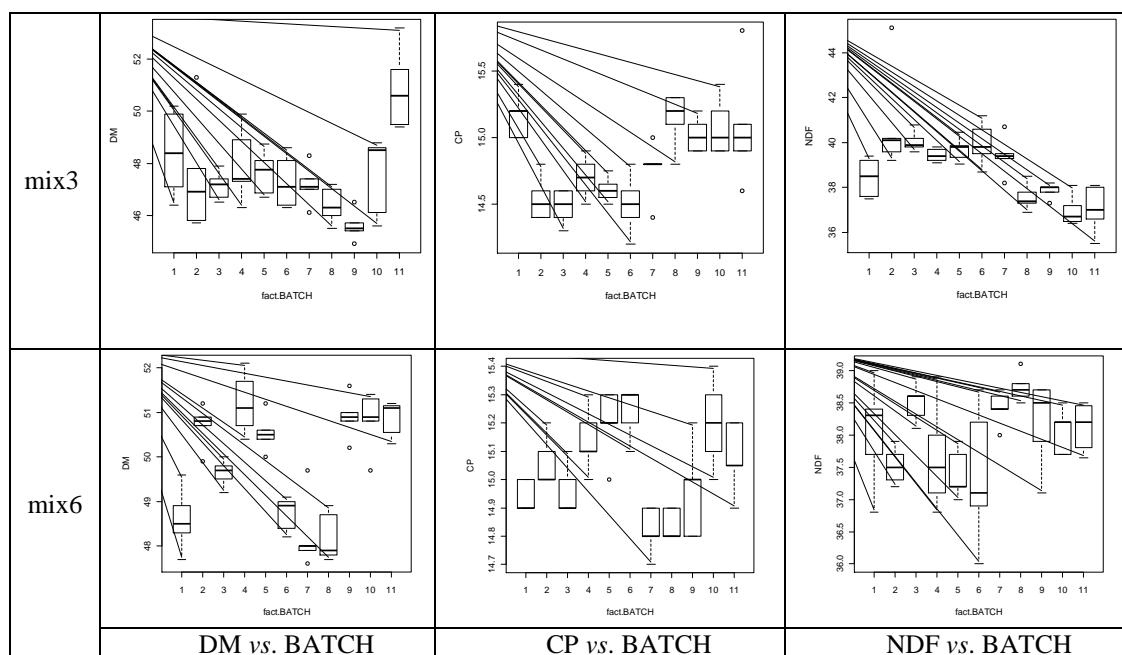 mix3
DM
46 48 50 52
1 2 3 4 5 6 7 8 9 10 11
fact.BATCH
CP
14.5 15.0 15.5
1 2 3 4 5 6 7 8 9 10 11
fact.BATCH
NDF
36 38 40 42 44
1 2 3 4 5 6 7 8 9 10 11
fact.BATCH
mix6
DM
48 49 50 51 52
1 2 3 4 5 6 7 8 9 10 11
fact.BATCH
CP
14.7 14.8 14.9 15.0 15.1 15.2 15.3 15.4
1 2 3 4 5 6 7 8 9 10 11
fact.BATCH
NDF
36.0 36.5 37.0 37.5 38.0 38.5 39.0
1 2 3 4 5 6 7 8 9 10 11
fact.BATCH
DM vs. BATCH
CP vs. BATCH
NDF vs. BATCH